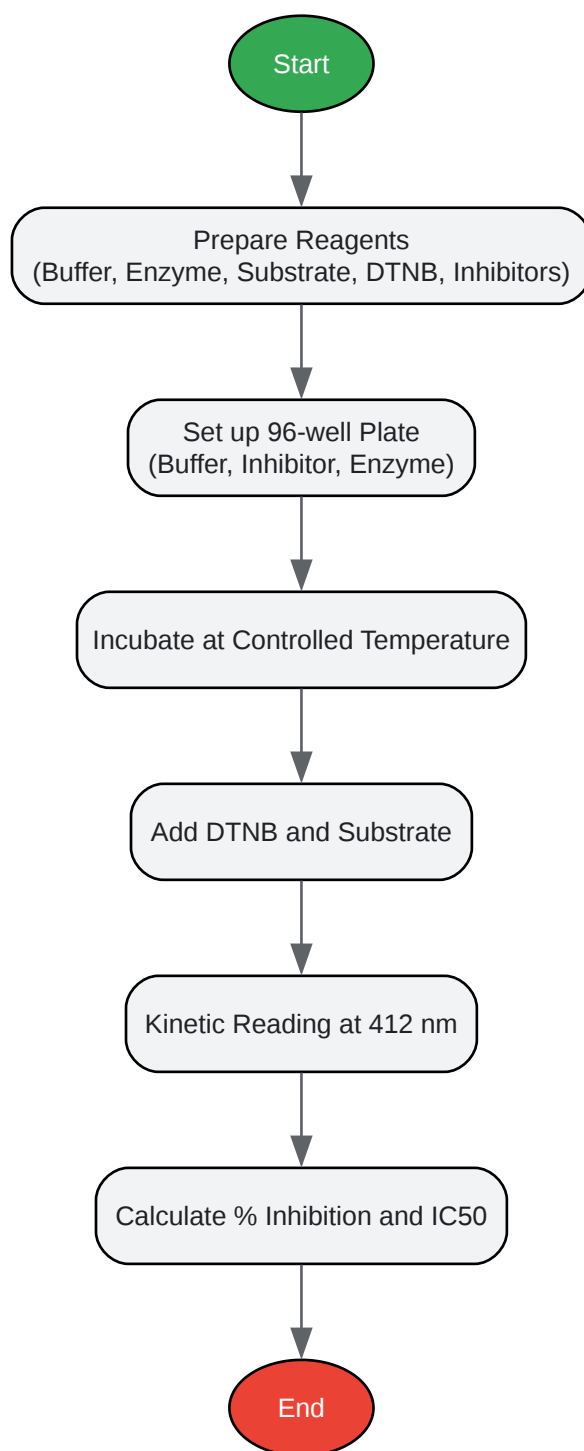 Start
Prepare Reagents
(Buffer, Enzyme, Substrate, DTNB, Inhibitors)
Set up 96-well Plate
(Buffer, Inhibitor, Enzyme)
Incubate at Controlled Temperature
Add DTNB and Substrate
Kinetic Reading at 412 nm
Calculate % Inhibition and IC50
End